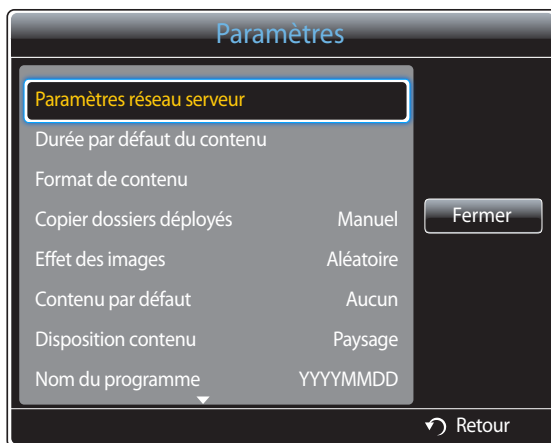 Paramètres
Paramètres réseau serveur
Durée par défaut du contenu
Format de contenu
Copier dossiers déployés Manuel
Effet des images Aléatoire
Contenu par défaut Aucun
Disposition contenu Paysage
Nom du programme YYYYMMDD
Fermer
Retour